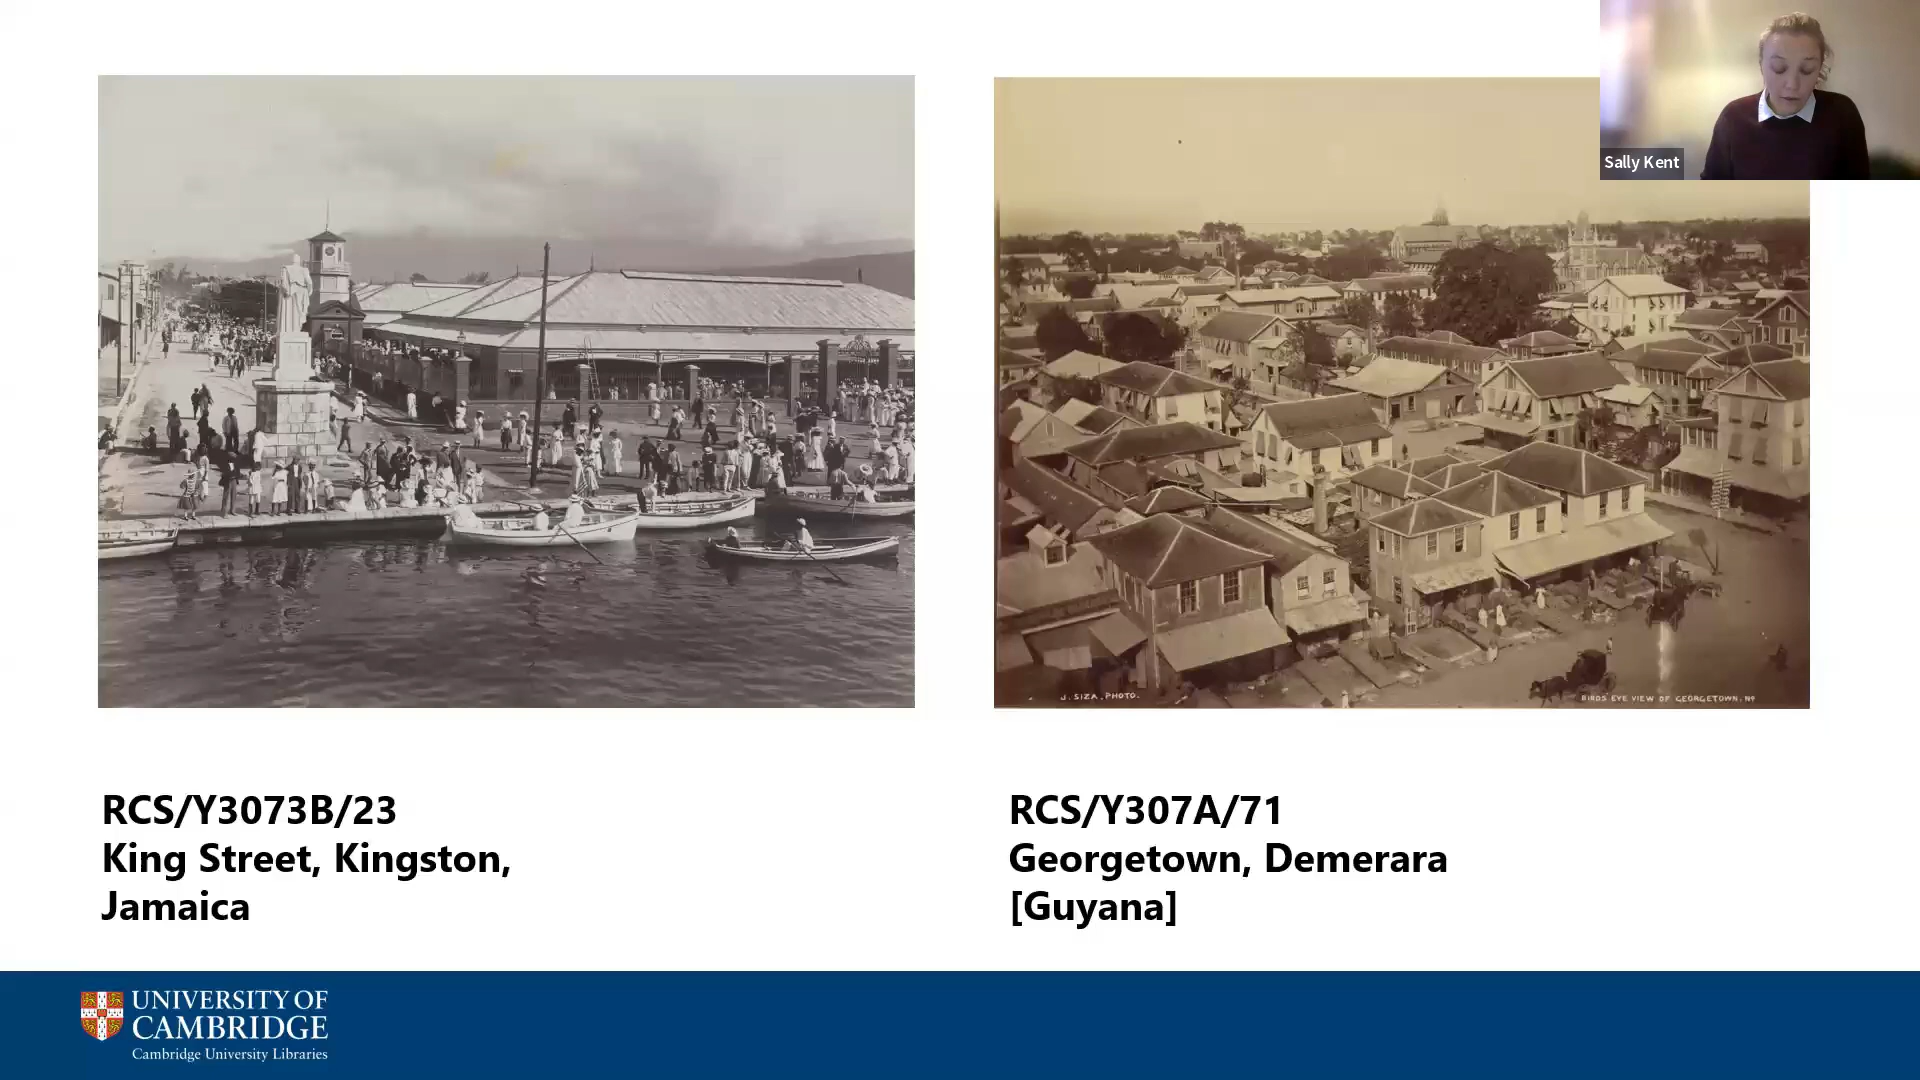 Sally Kent
J. SIZA, PHOTO.
BIRDS' EYE VIEW OF GEORGETOWN. Nº
RCS/Y3073B/23
King Street, Kingston,
Jamaica
RCS/Y307A/71
Georgetown, Demerara
[Guyana]
UNIVERSITY OF
CAMBRIDGE
Cambridge University Libraries